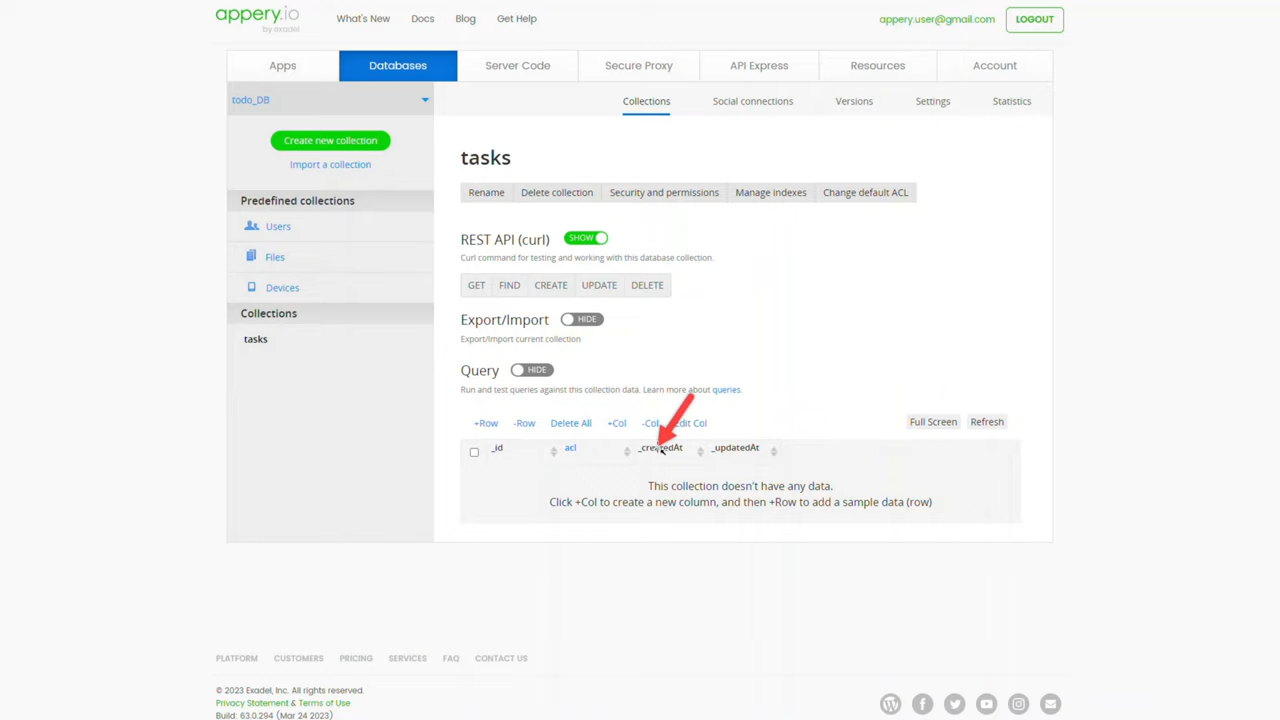 appery.io
by exadel
What's New Docs Blog Get Help
appery.user@gmail.com LOGOUT
Apps Databases Server Code Secure Proxy API Express Resources Account
todo_DB
Collections Social connections Versions Settings Statistics
Create new collection
Import a collection
Predefined collections
Users
Files
Devices
Collections
tasks
tasks
Rename Delete collection Security and permissions Manage indexes Change default ACL
REST API (curl) SHOW
Curl command for testing and working with this database collection.
GET FIND CREATE UPDATE DELETE
Export/Import HIDE
Export/Import current collection
Query HIDE
Run and test queries against this collection data. Learn more about queries.
+Row -Row Delete All +Col -Col Edit Col Full Screen Refresh
_id acl _createdAt _updatedAt
This collection doesn't have any data.
Click +Col to create a new column, and then +Row to add a sample data (row)
PLATFORM CUSTOMERS PRICING SERVICES FAQ CONTACT US
© 2023 Exadel, Inc. All rights reserved.
Privacy Statement & Terms of Use
Build: 63.0.294 (Mar 24 2023)